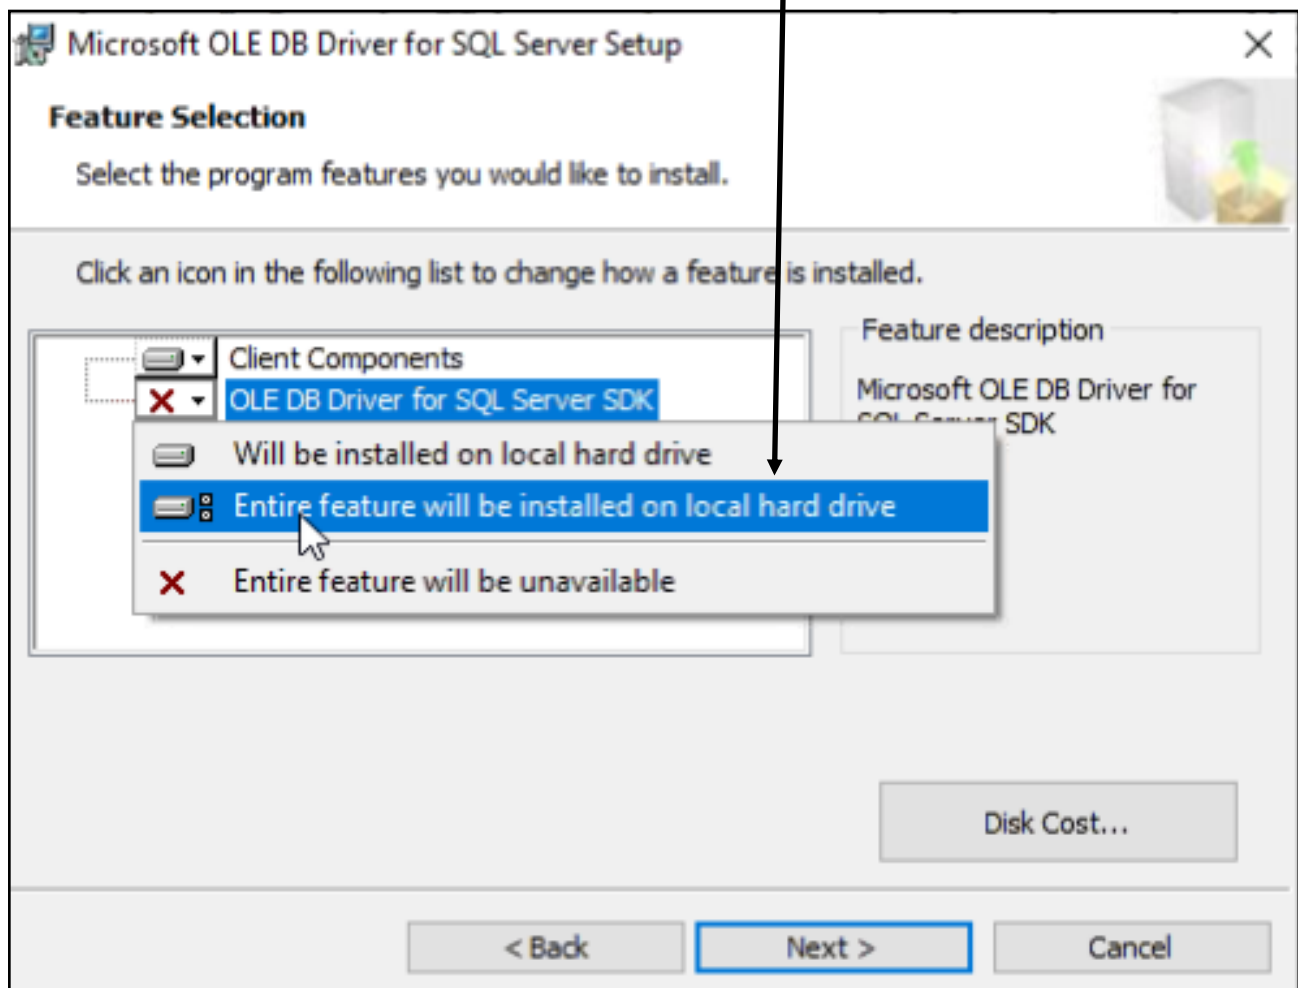 Microsoft OLE DB Driver for SQL Server Setup
Feature Selection
Select the program features you would like to install.
Click an icon in the following list to change how a feature is installed.
Client Components
OLE DB Driver for SQL Server SDK
Will be installed on local hard drive
Entire feature will be installed on local hard drive
Entire feature will be unavailable
Feature description
Microsoft OLE DB Driver for
SQL Server SDK
Disk Cost...
< Back
Next >
Cancel